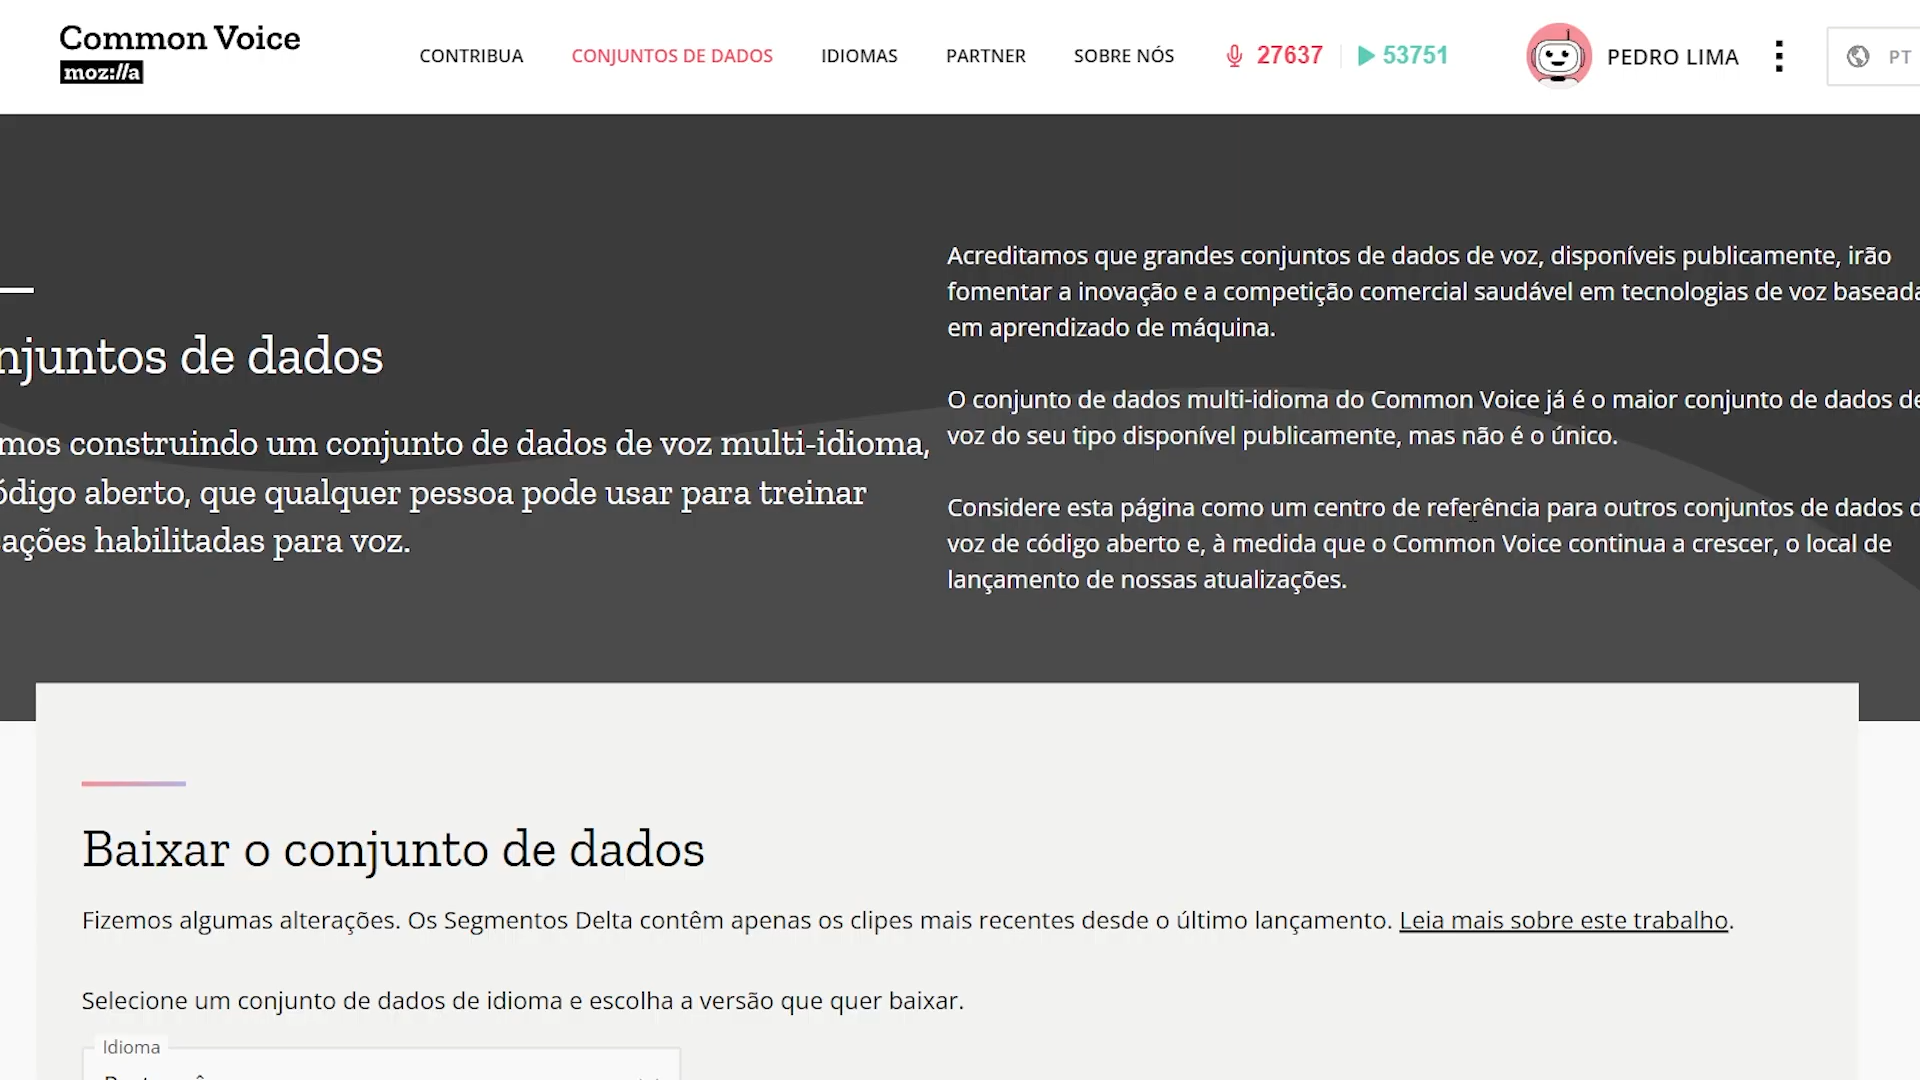 Common Voice
moz://a
CONTRIBUA
CONJUNTOS DE DADOS
IDIOMAS
PARTNER
SOBRE NÓS
27637
53751
PEDRO LIMA
PT
njuntos de dados
mos construindo um conjunto de dados de voz multi-idioma,
ódigo aberto, que qualquer pessoa pode usar para treinar
ações habilitadas para voz.
Acreditamos que grandes conjuntos de dados de voz, disponíveis publicamente, irão
fomentar a inovação e a competição comercial saudável em tecnologias de voz baseada
em aprendizado de máquina.
O conjunto de dados multi-idioma do Common Voice já é o maior conjunto de dados de
voz do seu tipo disponível publicamente, mas não é o único.
Considere esta página como um centro de referência para outros conjuntos de dados
voz de código aberto e, à medida que o Common Voice continua a crescer, o local de
lançamento de nossas atualizações.
Baixar o conjunto de dados
Fizemos algumas alterações. Os Segmentos Delta contêm apenas os clipes mais recentes desde o último lançamento. Leia mais sobre este trabalho.
Selecione um conjunto de dados de idioma e escolha a versão que quer baixar.
Idioma